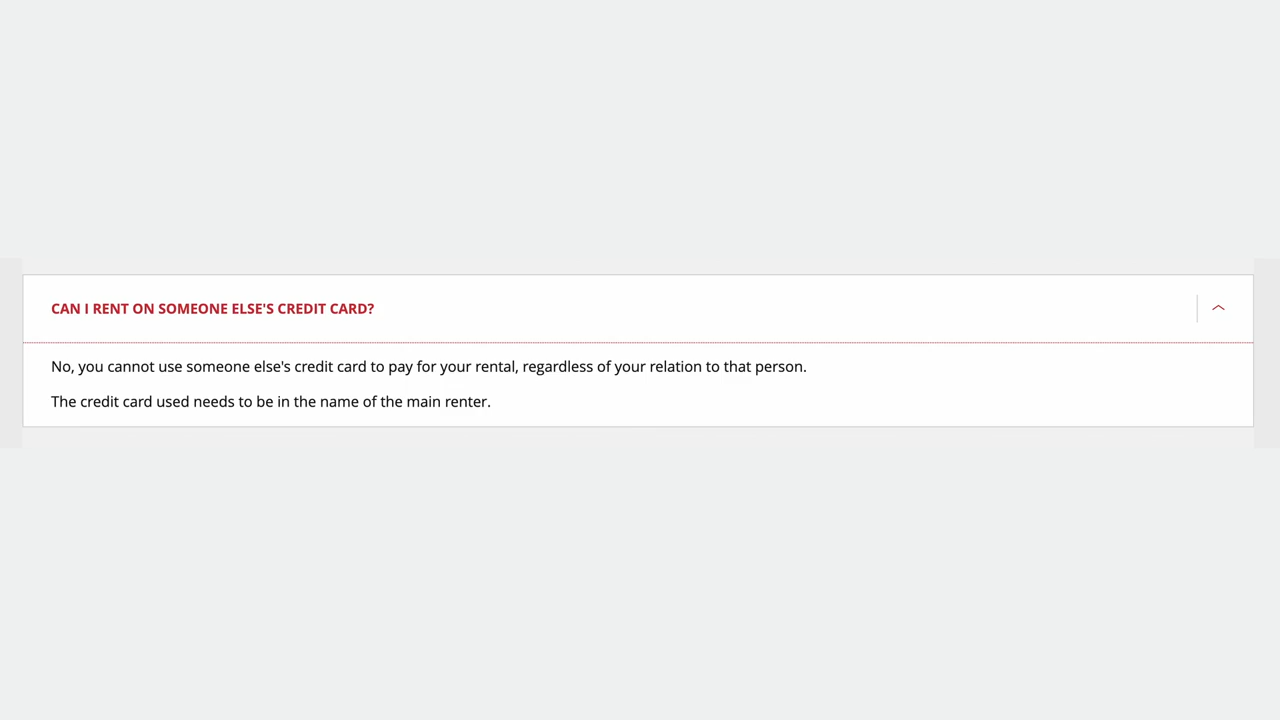 CAN I RENT ON SOMEONE ELSE'S CREDIT CARD?
No, you cannot use someone else's credit card to pay for your rental, regardless of your relation to that person.
The credit card used needs to be in the name of the main renter.